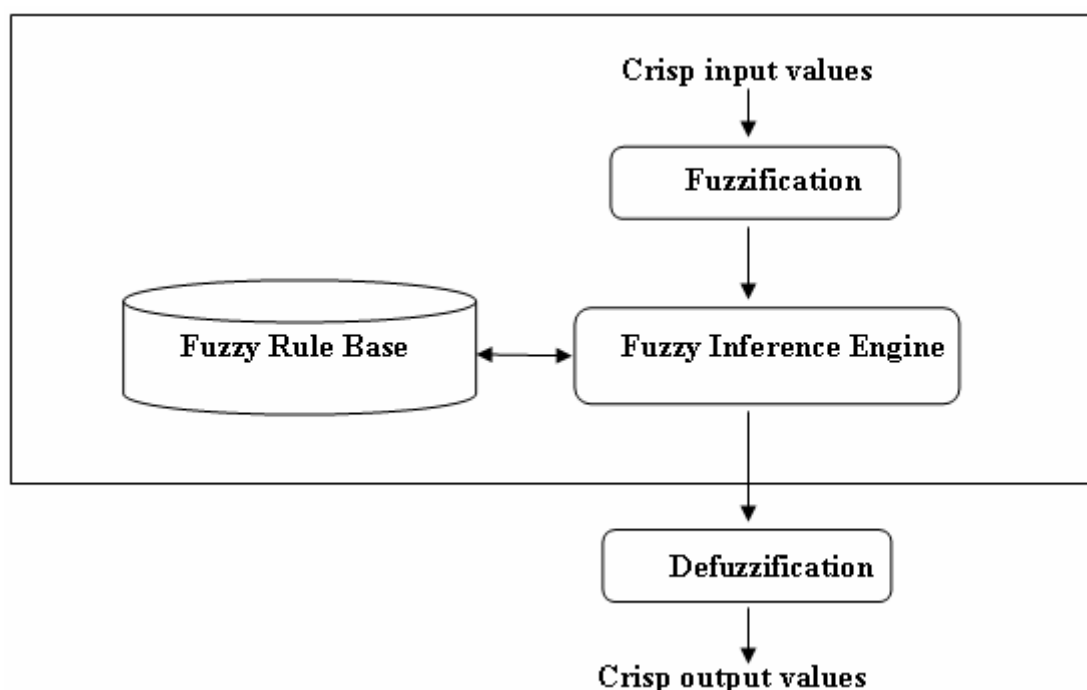 Crisp input values
Fuzzification
Fuzzy Rule Base
Fuzzy Inference Engine
Defuzzification
Crisp output values